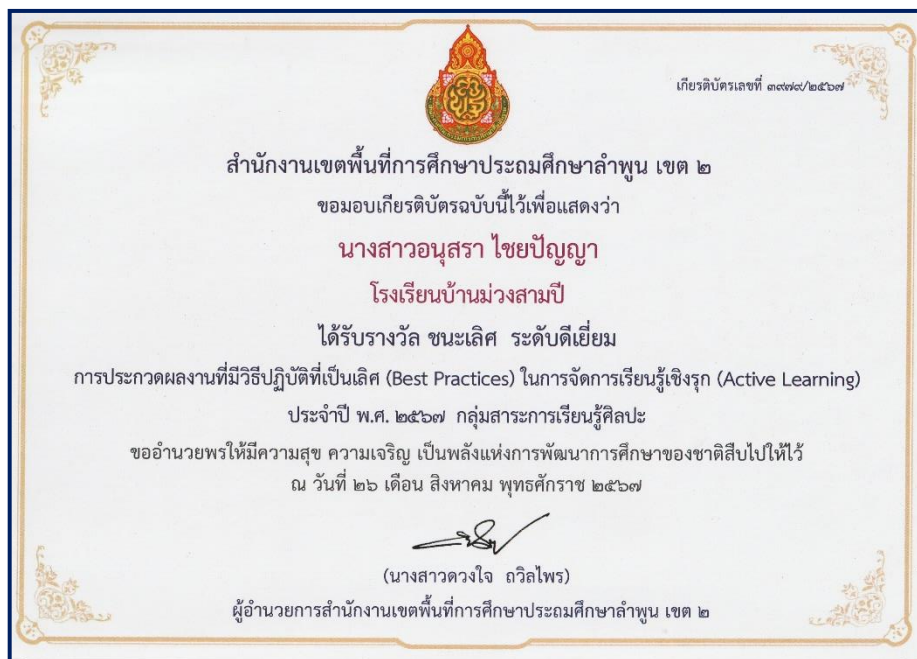 เกียรติบัตรเลขที่ ๓๙๗๙/๒๕๖๗
สำนักงานเขตพื้นที่การศึกษาประถมศึกษาลำพูน เขต ๒
ขอมอบเกียรติบัตรฉบับนี้ไว้เพื่อแสดงว่า
นางสาวอนุสรา ไชยปัญญา
โรงเรียนบ้านม่วงสามปี
ได้รับรางวัล ชนะเลิศ ระดับดีเยี่ยม
การประกวดผลงานที่มีวิธีปฏิบัติที่เป็นเลิศ (Best Practices) ในการจัดการเรียนรู้เชิงรุก (Active Learning)
ประจำปี พ.ศ. ๒๕๖๗ กลุ่มสาระการเรียนรู้ศิลปะ
ขออำนวยพรให้มีความสุข ความเจริญ เป็นพลังแห่งการพัฒนาการศึกษาของชาติสืบไปให้ไว้
ณ วันที่ ๒๖ เดือน สิงหาคม พุทธศักราช ๒๕๖๗
(นางสาวดวงใจ ถวิลไพร)
ผู้อำนวยการสำนักงานเขตพื้นที่การศึกษาประถมศึกษาลำพูน เขต ๒